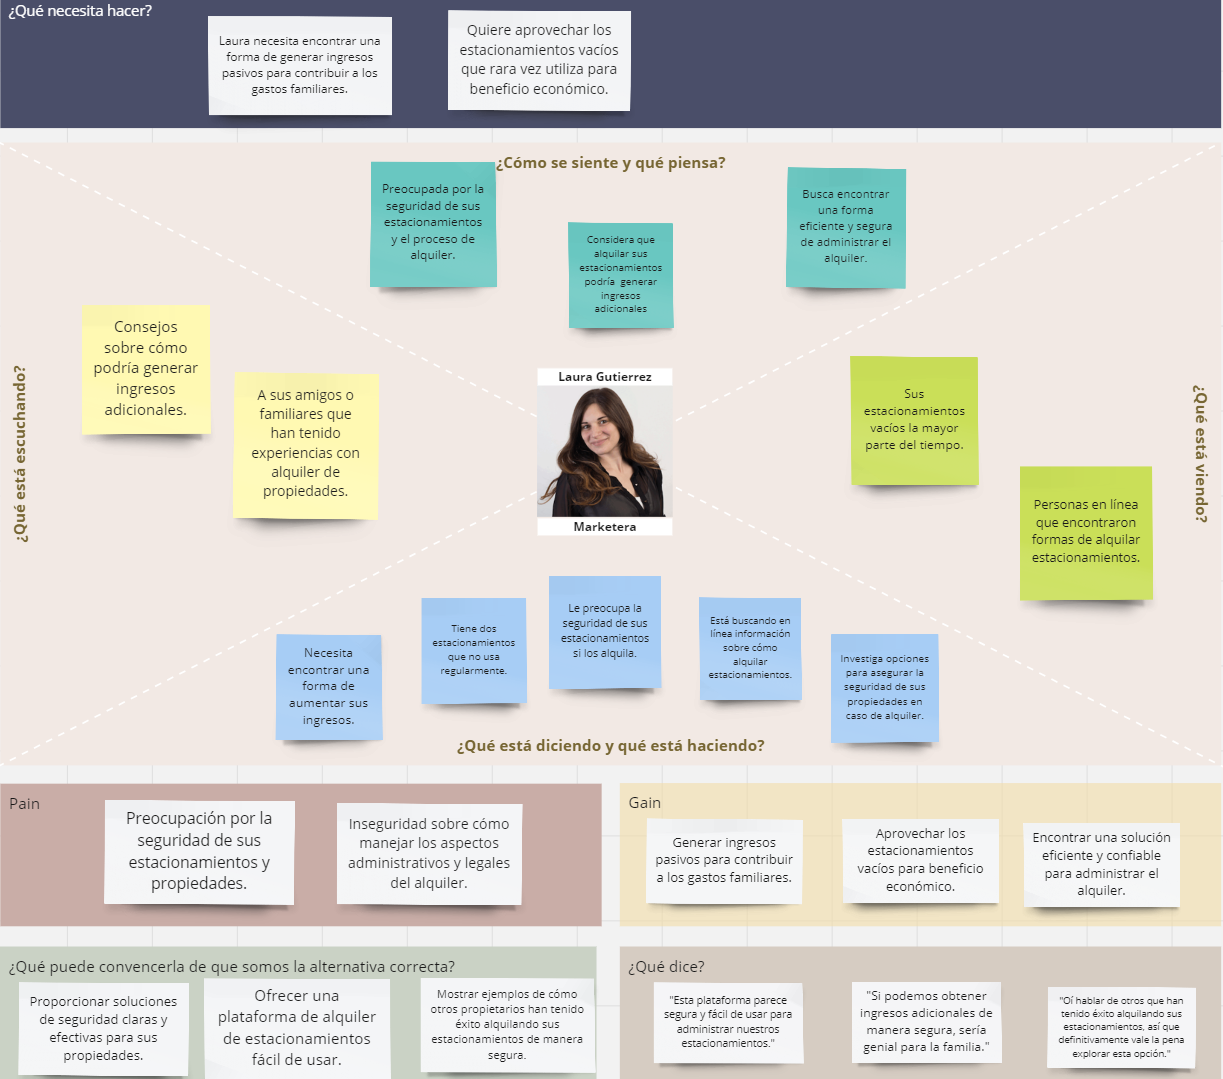 ¿Qué necesita hacer?
Laura necesita encontrar una
forma de generar ingresos
pasivos para contribuir a los
gastos familiares.
Quiere aprovechar los
estacionamientos vacíos
que rara vez utiliza para
beneficio económico.
¿Cómo se siente y qué piensa?
Preocupada por la
seguridad de sus
estacionamientos
y el proceso de
alquiler.
Considera que
alquilar sus
estacionamientos
podría generar
ingresos
adicionales
Busca encontrar
una forma
eficiente y segura
de administrar el
alquiler.
¿Qué está escuchando?
Consejos
sobre cómo
podría generar
ingresos
adicionales.
A sus amigos o
familiares que
han tenido
experiencias con
alquiler de
propiedades.
Laura Gutierrez
Marketera
¿Qué está viendo?
Sus
estacionamientos
vacíos la mayor
parte del tiempo.
Personas en línea
que encontraron
formas de alquilar
estacionamientos.
Necesita
encontrar una
forma de
aumentar sus
ingresos.
Tiene dos
estacionamientos
que no usa
regularmente.
Le preocupa la
seguridad de sus
estacionamientos
si los alquila.
Está buscando en
línea información
sobre cómo
alquilar
estacionamientos.
Investiga opciones
para asegurar la
seguridad de sus
propiedades en
caso de alquiler.
¿Qué está diciendo y qué está haciendo?
Pain
Preocupación por la
seguridad de sus
estacionamientos y
propiedades.
Inseguridad sobre cómo
manejar los aspectos
administrativos y legales
del alquiler.
Gain
Generar ingresos
pasivos para contribuir
a los gastos familiares.
Aprovechar los
estacionamientos
vacíos para beneficio
económico.
Encontrar una solución
eficiente y confiable
para administrar el
alquiler.
¿Qué puede convencerla de que somos la alternativa correcta?
Proporcionar soluciones
de seguridad claras y
efectivas para sus
propiedades.
Ofrecer una
plataforma de alquiler
de estacionamientos
fácil de usar.
Mostrar ejemplos de cómo
otros propietarios han tenido
éxito alquilando sus
estacionamientos de manera
segura.
¿Qué dice?
"Esta plataforma parece
segura y fácil de usar para
administrar nuestros
estacionamientos."
"Si podemos obtener
ingresos adicionales de
manera segura, sería
genial para la familia."
"Oí hablar de otros que han
tenido éxito alquilando sus
estacionamientos, así que
definitivamente vale la pena
explorar esta opción."